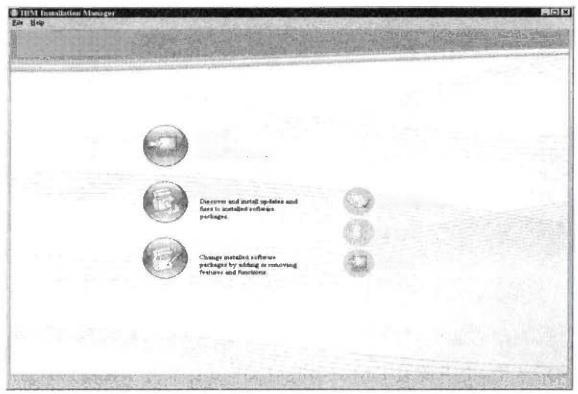 IBM Installation Manager
File Help
Discover and install updates and
fixes to installed software
packages.
Change installed software
packages by adding or removing
features and functions.